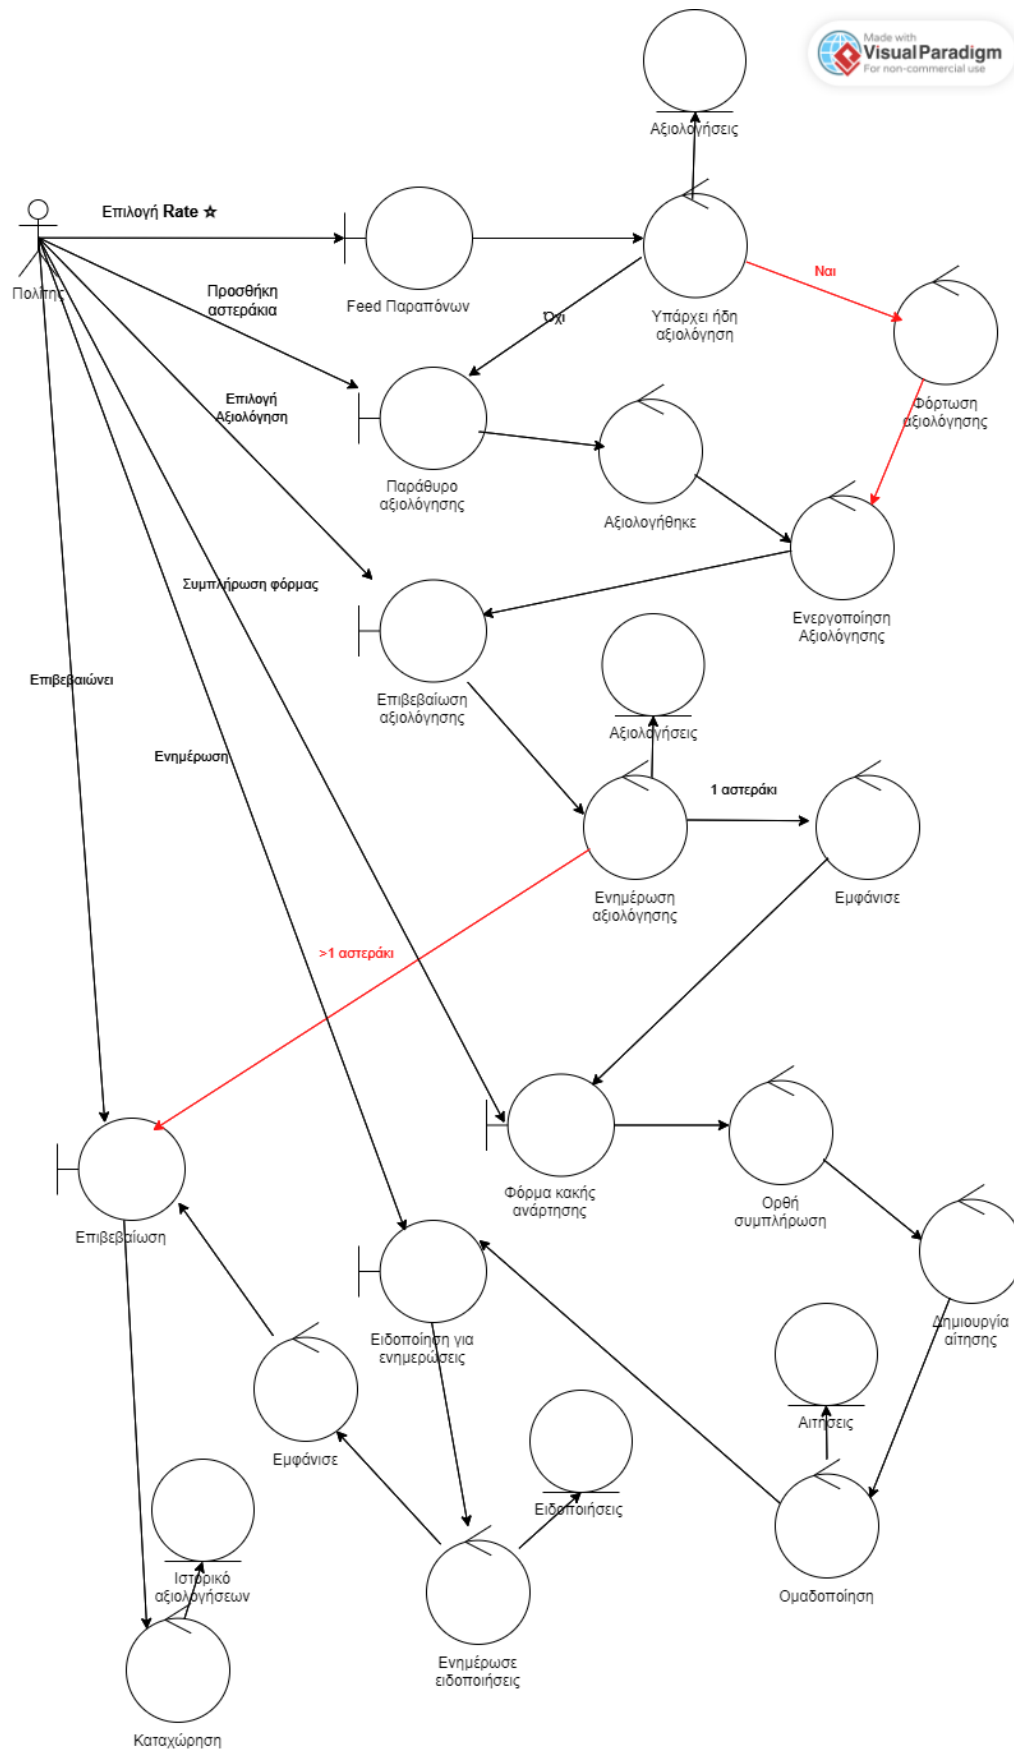 Made with
Visual Paradigm
For non-commercial use
Αξιολογήσεις
Επιλογή Rate ☆
Πολίτης
Feed Παραπόνων
Υπάρχει ήδη
αξιολόγηση
Ναι
Προσθήκη
αστεράκια
Όχι
Φόρτωση
αξιολόγησης
Επιλογή
Αξιολόγηση
Παράθυρο
αξιολόγησης
Αξιολογήθηκε
Συμπλήρωση φόρμας
Ενεργοποίηση
Αξιολόγησης
Επιβεβαιώνει
Επιβεβαίωση
αξιολόγησης
Αξιολογήσεις
Ενημέρωση
1 αστεράκι
Ενημέρωση
αξιολόγησης
Εμφάνισε
>1 αστεράκι
Φόρμα κακής
ανάρτησης
Ορθή
συμπλήρωση
Επιβεβαίωση
Ειδοποίηση για
ενημερώσεις
Δημιουργία
αίτησης
Αιτήσεις
Εμφάνισε
Ειδοποιήσεις
Ιστορικό
αξιολογήσεων
Ομαδοποίηση
Ενημέρωσε
ειδοποιήσεις
Καταχώρηση